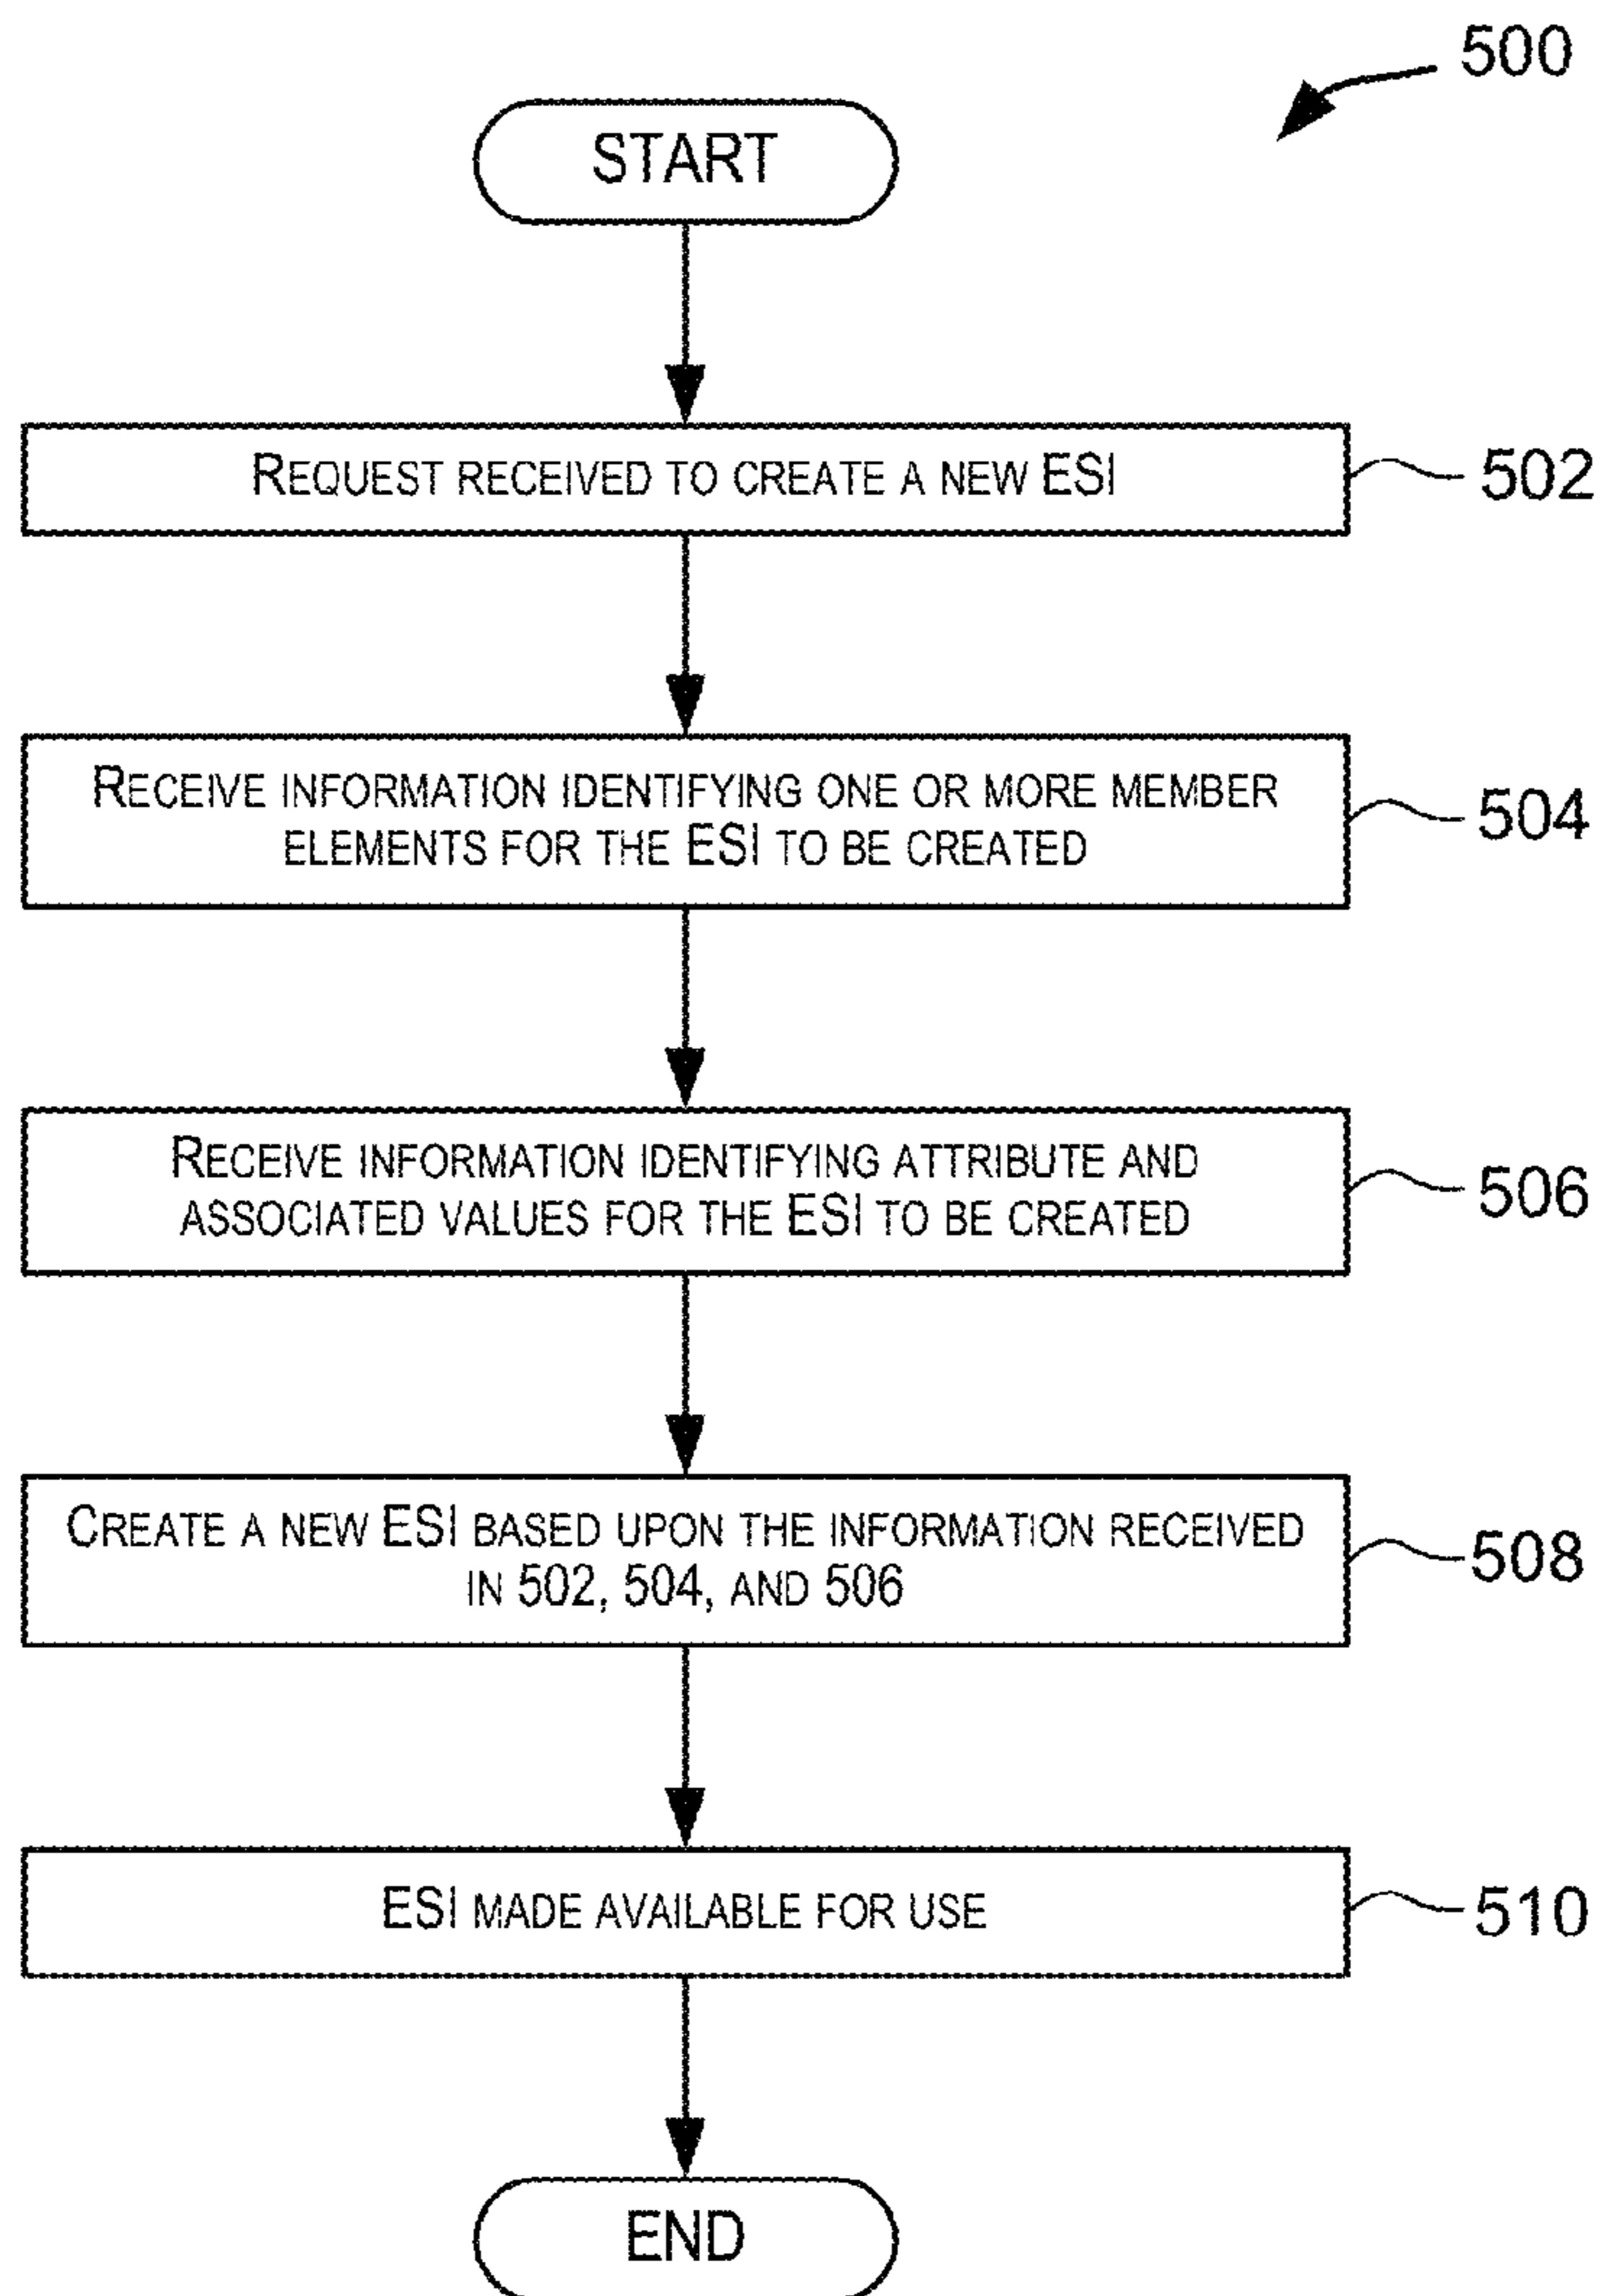 500
START
REQUEST RECEIVED TO CREATE A NEW ESI
502
RECEIVE INFORMATION IDENTIFYING ONE OR MORE MEMBER
ELEMENTS FOR THE ESI TO BE CREATED
504
RECEIVE INFORMATION IDENTIFYING ATTRIBUTE AND
ASSOCIATED VALUES FOR THE ESI TO BE CREATED
506
CREATE A NEW ESI BASED UPON THE INFORMATION RECEIVED
IN 502, 504, AND 506
508
ESI MADE AVAILABLE FOR USE
510
END